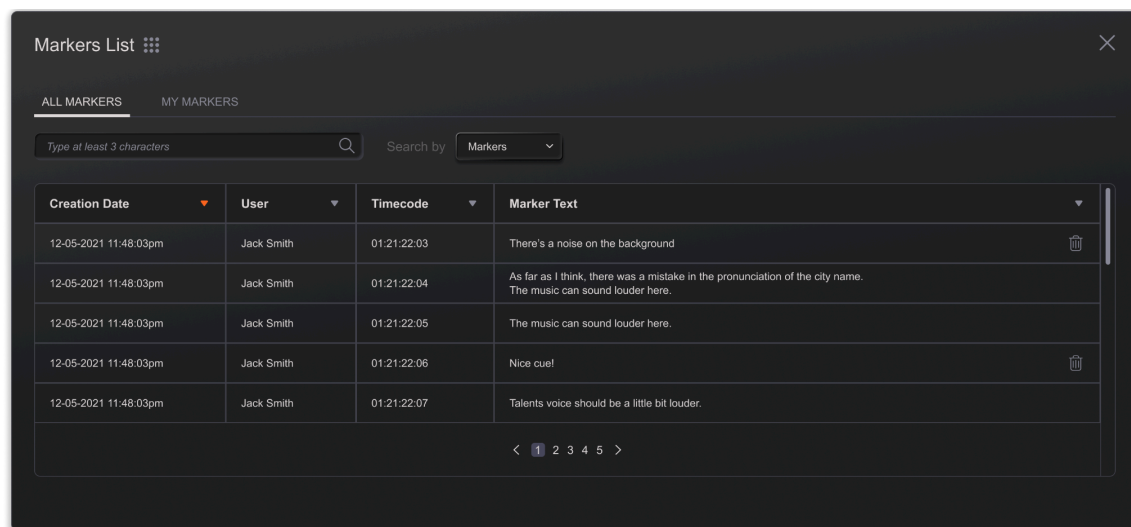 Markers List
ALL MARKERS MY MARKERS
Type at least 3 characters Search by Markers
Creation Date User Timecode Marker Text
12-05-2021 11:48:03pm Jack Smith 01:21:22:03 There's a noise on the background
12-05-2021 11:48:03pm Jack Smith 01:21:22:04 As far as I think, there was a mistake in the pronunciation of the city name.
The music can sound louder here.
12-05-2021 11:48:03pm Jack Smith 01:21:22:05 The music can sound louder here.
12-05-2021 11:48:03pm Jack Smith 01:21:22:06 Nice cue!
12-05-2021 11:48:03pm Jack Smith 01:21:22:07 Talents voice should be a little bit louder.
1 2 3 4 5